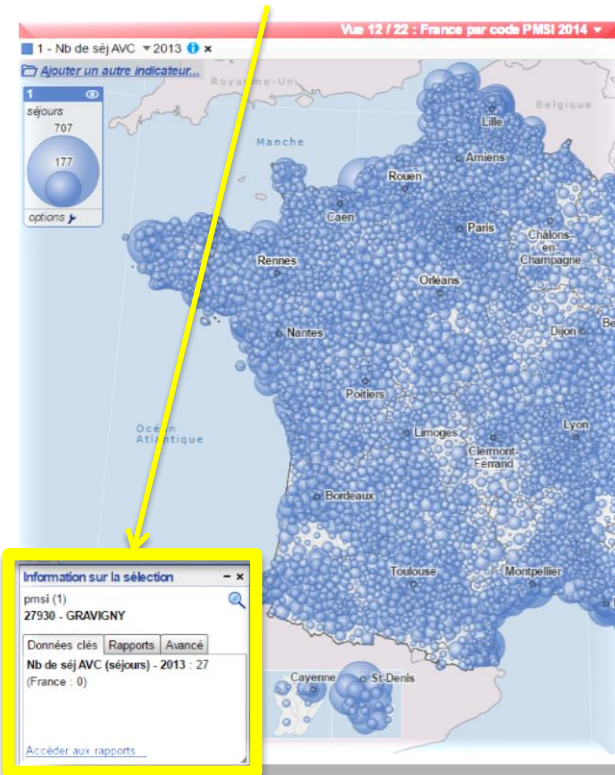 Vue 12 / 22 : France par code PMSI 2014
1 - Nb de séj AVC ▾ 2013
Ajouter un autre indicateur...
1
séjours
707
177
options
Royaume-Uni
Belgique
Manche
Lille
Amiens
Rouen
Caen
Paris
Châlons-
en-
Champagne
Rennes
Orléans
Nantes
Dijon
Be
Poitiers
Océan
Atlantique
Limoges
Lyon
Clermont-
Ferrand
Bordeaux
Toulouse
Montpellier
Cayenne
St-Denis
Information sur la sélection
pmsi (1)
27930 - GRAVIGNY
Données clés Rapports Avancé
Nb de séj AVC (séjours) - 2013 : 27
(France : 0)
Accéder aux rapports...